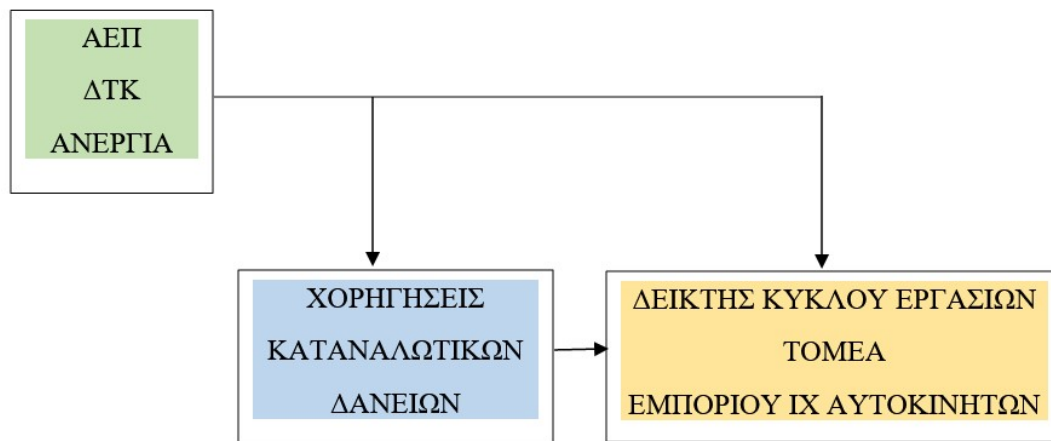 ΑΕΠ
ΔΤΚ
ΑΝΕΡΓΙΑ
ΧΟΡΗΓΗΣΕΙΣ
ΚΑΤΑΝΑΛΩΤΙΚΩΝ
ΔΑΝΕΙΩΝ
ΔΕΙΚΤΗΣ ΚΥΚΛΟΥ ΕΡΓΑΣΙΩΝ
ΤΟΜΕΑ
ΕΜΠΟΡΙΟΥ ΙΧ ΑΥΤΟΚΙΝΗΤΩΝ